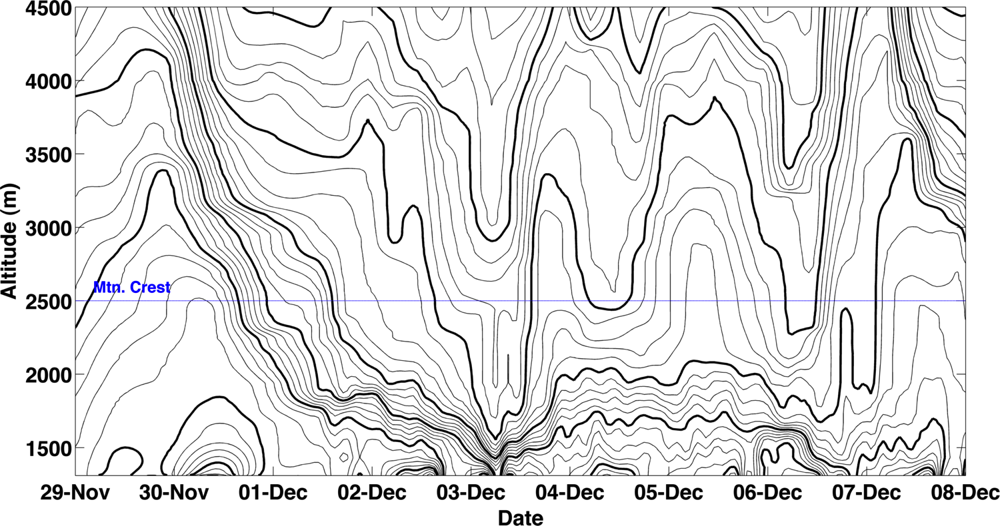 4500
4000
3500
3000
2500
2000
1500
Altitude (m)
Mtn. Crest
29-Nov 30-Nov 01-Dec 02-Dec 03-Dec 04-Dec 05-Dec 06-Dec 07-Dec 08-Dec
Date